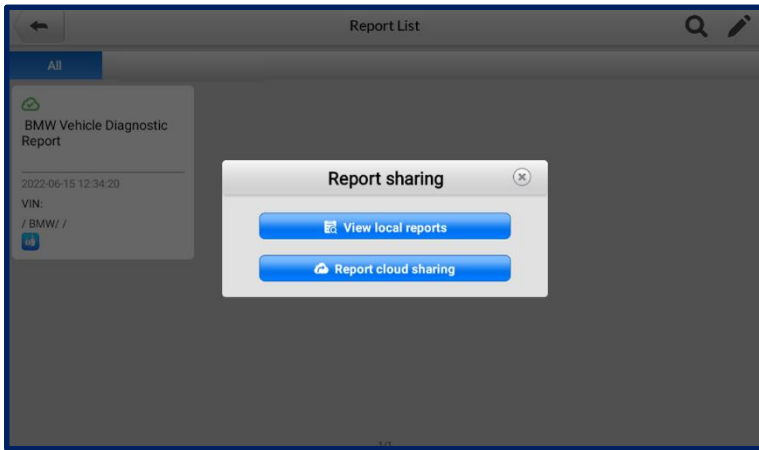 Report List
All
BMW Vehicle Diagnostic
Report
2022-06-15 12:34:20
VIN:
/ BMW/ /
Report sharing
View local reports
Report cloud sharing